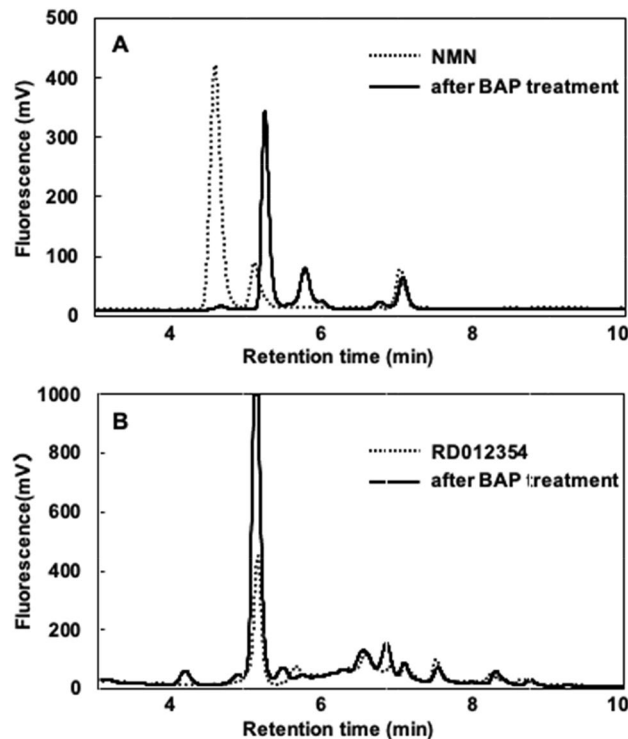 A
NMN
after BAP treatment
Fluorescence (mV)
500
400
300
200
100
0
4 6 8 10
Retention time (min)
B
RD012354
after BAP treatment
Fluorescence(mV)
1000
800
600
400
200
0
4 6 8 10
Retention time (min)